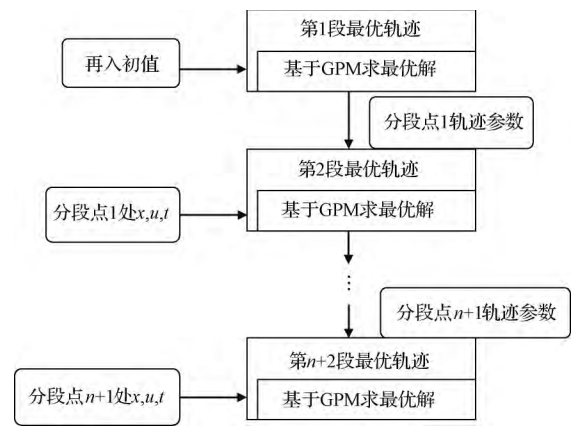 第1段最优轨迹
再入初值
基于GPM求最优解
分段点1轨迹参数
第2段最优轨迹
分段点1处x,u,t
基于GPM求最优解
⋮
分段点n+1轨迹参数
第n+2段最优轨迹
分段点n+1处x,u,t
基于GPM求最优解